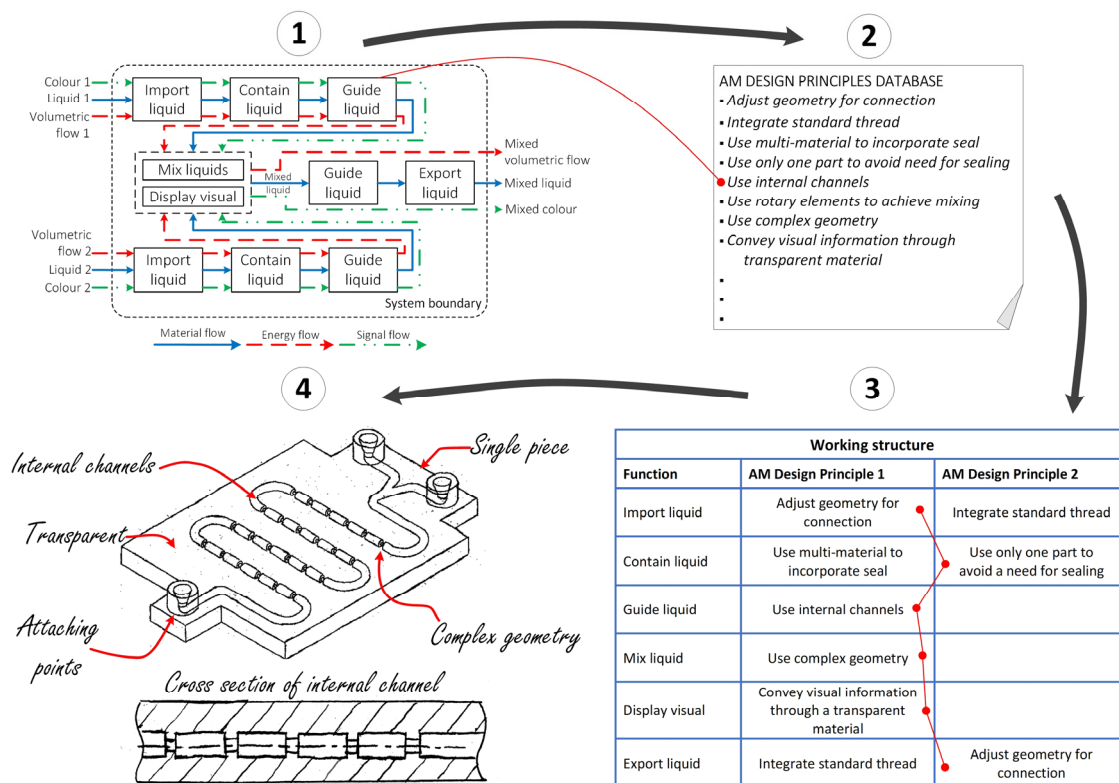 1
Colour 1
Liquid 1
Volumetric
flow 1
Import
liquid
Contain
liquid
Guide
liquid
Mix liquids
Display visual
Mixed
liquid
Guide
liquid
Export
liquid
Mixed
volumetric flow
Mixed liquid
Mixed colour
Volumetric
flow 2
Liquid 2
Colour 2
Import
liquid
Contain
liquid
Guide
liquid
System boundary
Material flow
Energy flow
Signal flow
2
AM DESIGN PRINCIPLES DATABASE
- Adjust geometry for connection
▪ Integrate standard thread
▪ Use multi-material to incorporate seal
▪ Use only one part to avoid need for sealing
▪ Use internal channels
▪ Use rotary elements to achieve mixing
▪ Use complex geometry
▪ Convey visual information through
transparent material
3
Working structure
Function AM Design Principle 1 AM Design Principle 2
Import liquid
Adjust geometry for
connection
Integrate standard thread
Contain liquid
Use multi-material to
incorporate seal
Use only one part to
avoid a need for sealing
Guide liquid
Use internal channels
Mix liquid
Use complex geometry
Display visual
Convey visual information
through a transparent
material
Export liquid
Integrate standard thread
Adjust geometry for
connection
4
Internal channels
Single piece
Transparent
Attaching
points
Complex geometry
Cross section of internal channel